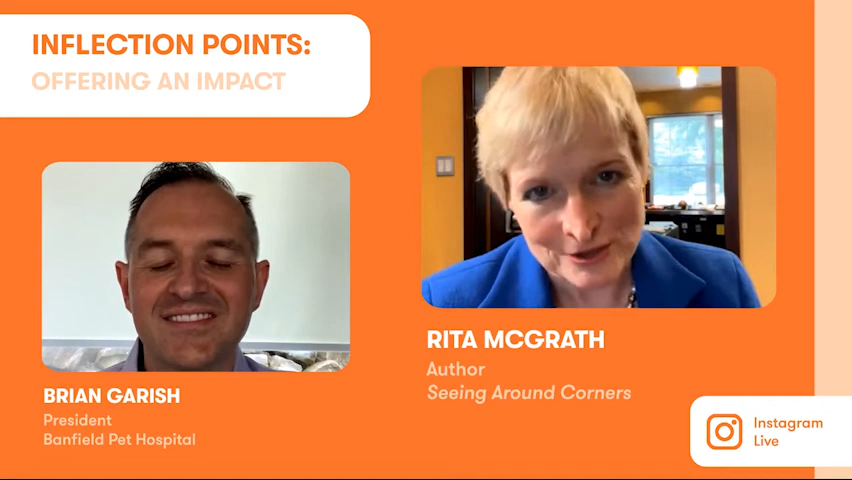 INFLECTION POINTS:
OFFERING AN IMPACT
BRIAN GARISH
President
Banfield Pet Hospital
RITA MCGRATH
Author
Seeing Around Corners
Instagram
Live